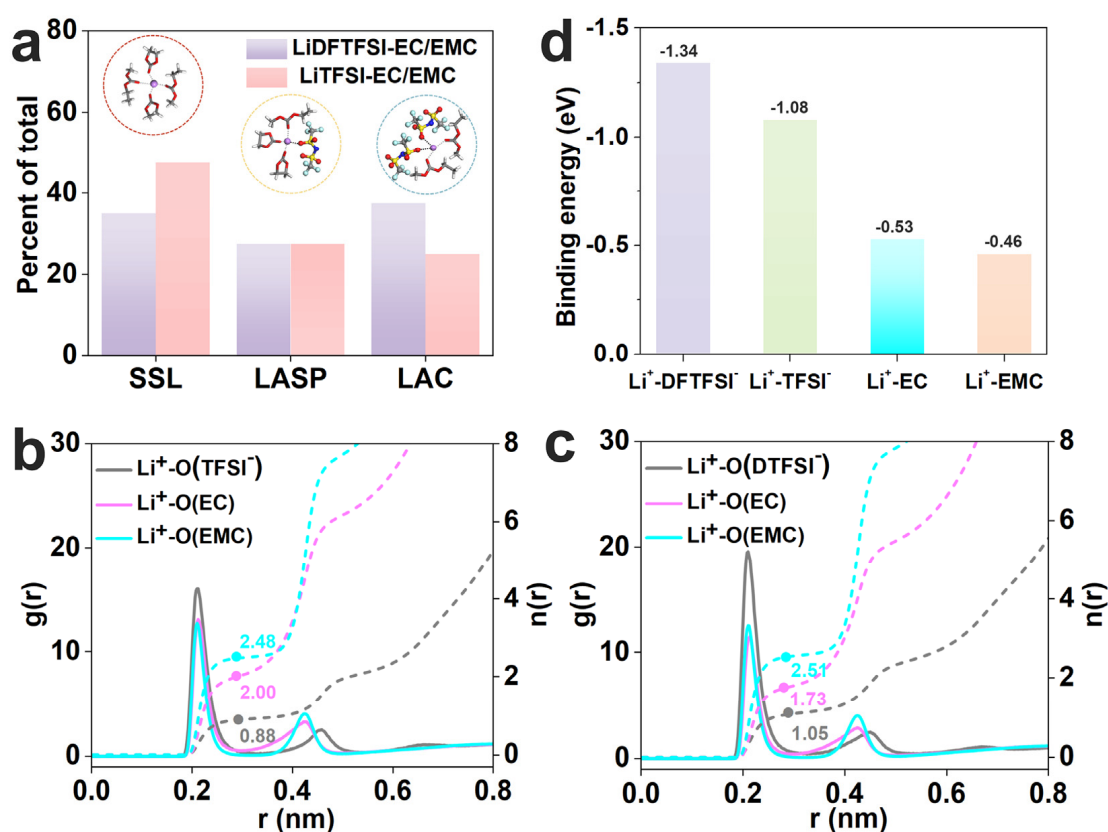 a
80
60
40
20
0
Percent of total
LiDFTFSI-EC/EMC
LiTFSI-EC/EMC
SSL LASP LAC
d
-1.5
-1.0
-0.5
-0.0
Binding energy (eV)
-1.34
-1.08
-0.53
-0.46
Li⁺-DFTFSI⁻ Li⁺-TFSI⁻ Li⁺-EC Li⁺-EMC
b
30
20
10
0
g(r)
Li⁺-O(TFSI⁻)
Li⁺-O(EC)
Li⁺-O(EMC)
2.48
2.00
0.88
8
6
4
2
0
n(r)
0.0 0.2 0.4 0.6 0.8
r (nm)
c
30
20
10
0
g(r)
Li⁺-O(DTFSI⁻)
Li⁺-O(EC)
Li⁺-O(EMC)
2.51
1.73
1.05
8
6
4
2
0
n(r)
0.0 0.2 0.4 0.6 0.8
r (nm)